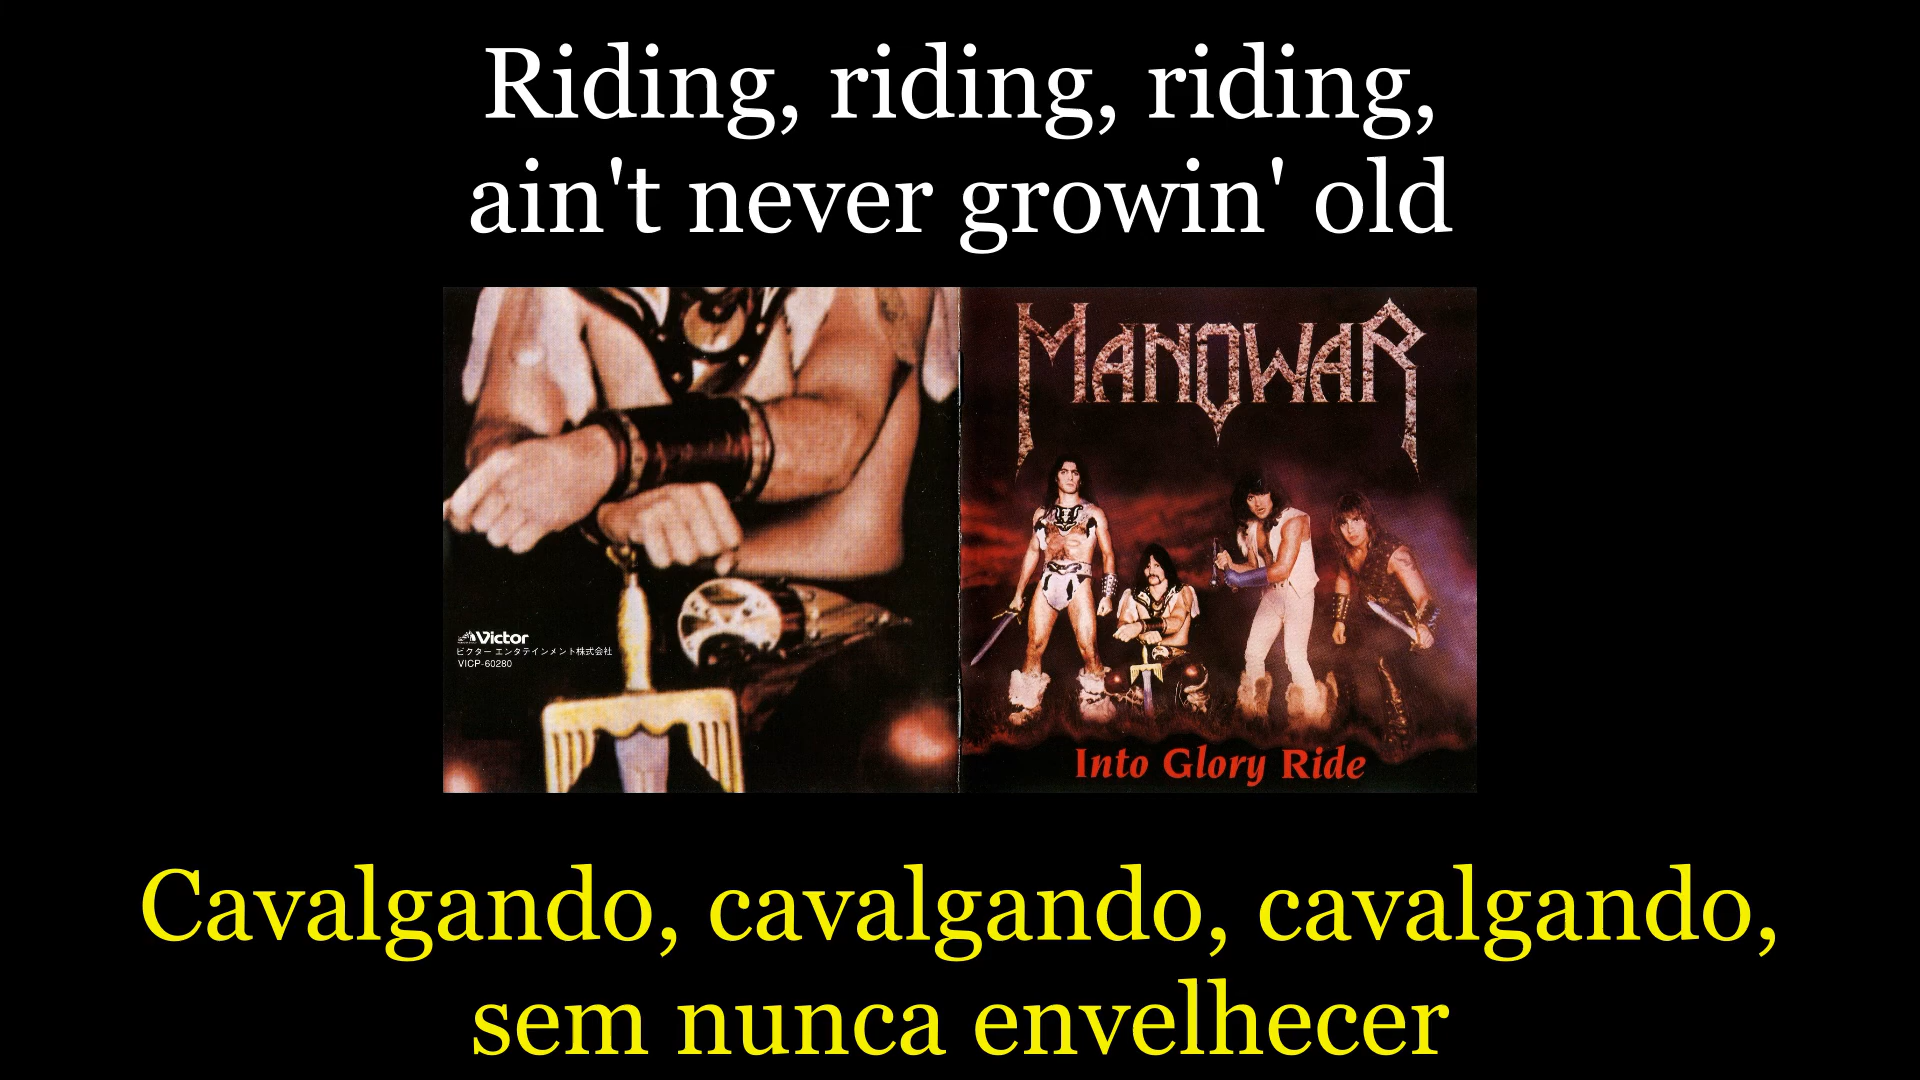 Riding, riding, riding,
ain't never growin' old
MANOWAR
Victor
ビクター エンタテインメント株式会社
VICP-60280
Into Glory Ride
Cavalgando, cavalgando, cavalgando,
sem nunca envelhecer